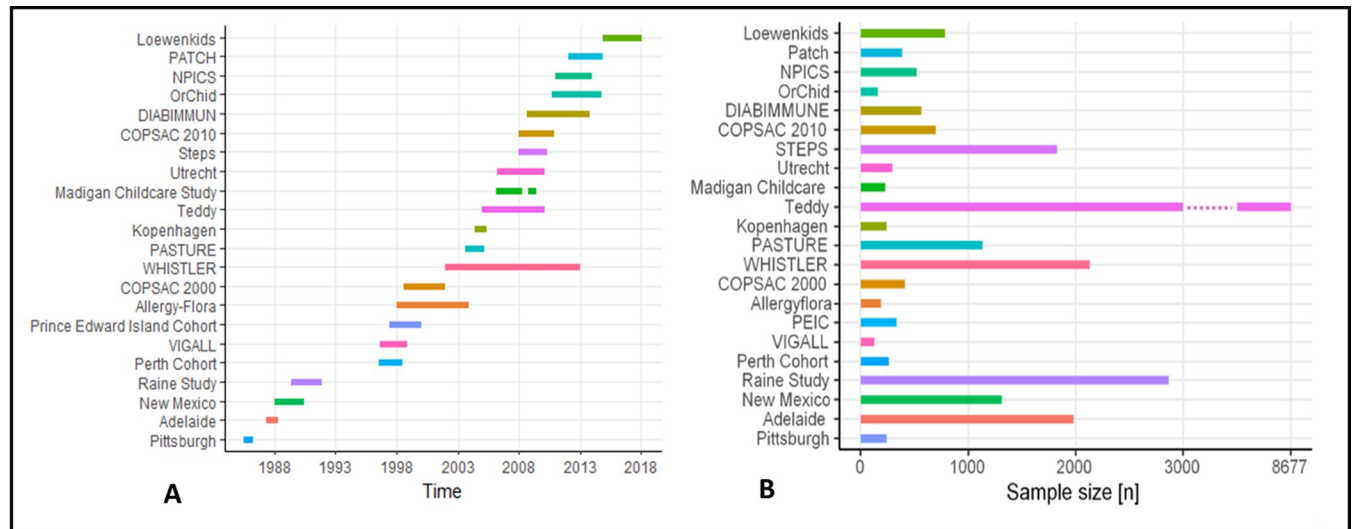 Loewenkids
PATCH
NPICS
OrChid
DIABIMMUN
COPSAC 2010
Steps
Utrecht
Madigan Childcare Study
Teddy
Kopenhagen
PASTURE
WHISTLER
COPSAC 2000
Allergy-Flora
Prince Edward Island Cohort
VIGALL
Perth Cohort
Raine Study
New Mexico
Adelaide
Pittsburgh
1988 1993 1998 2003 2008 2013 2018
Time
A
Loewenkids
Patch
NPICS
OrChid
DIABIMMUNE
COPSAC 2010
STEPS
Utrecht
Madigan Childcare
Teddy
Kopenhagen
PASTURE
WHISTLER
COPSAC 2000
Allergyflora
PEIC
VIGALL
Perth Cohort
Raine Study
New Mexico
Adelaide
Pittsburgh
0 1000 2000 3000 8677
Sample size [n]
B